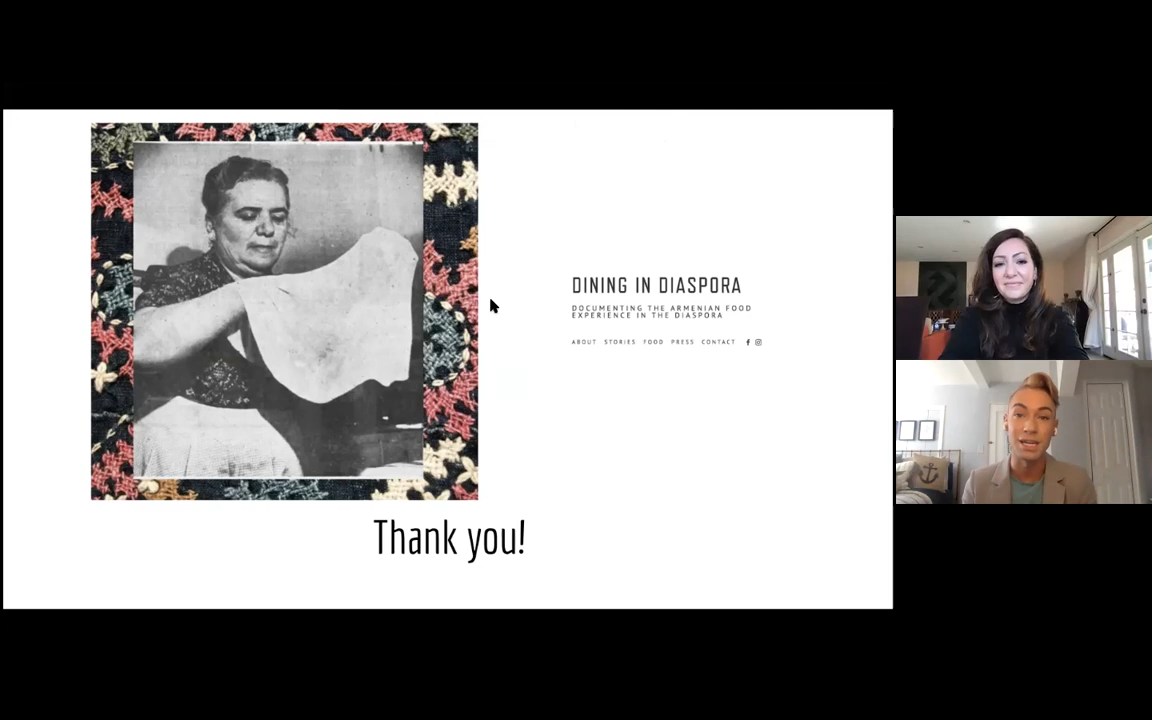 DINING IN DIASPORA
DOCUMENTING THE ARMENIAN FOOD
EXPERIENCE IN THE DIASPORA
ABOUT STORIES FOOD PRESS CONTACT
Thank you!